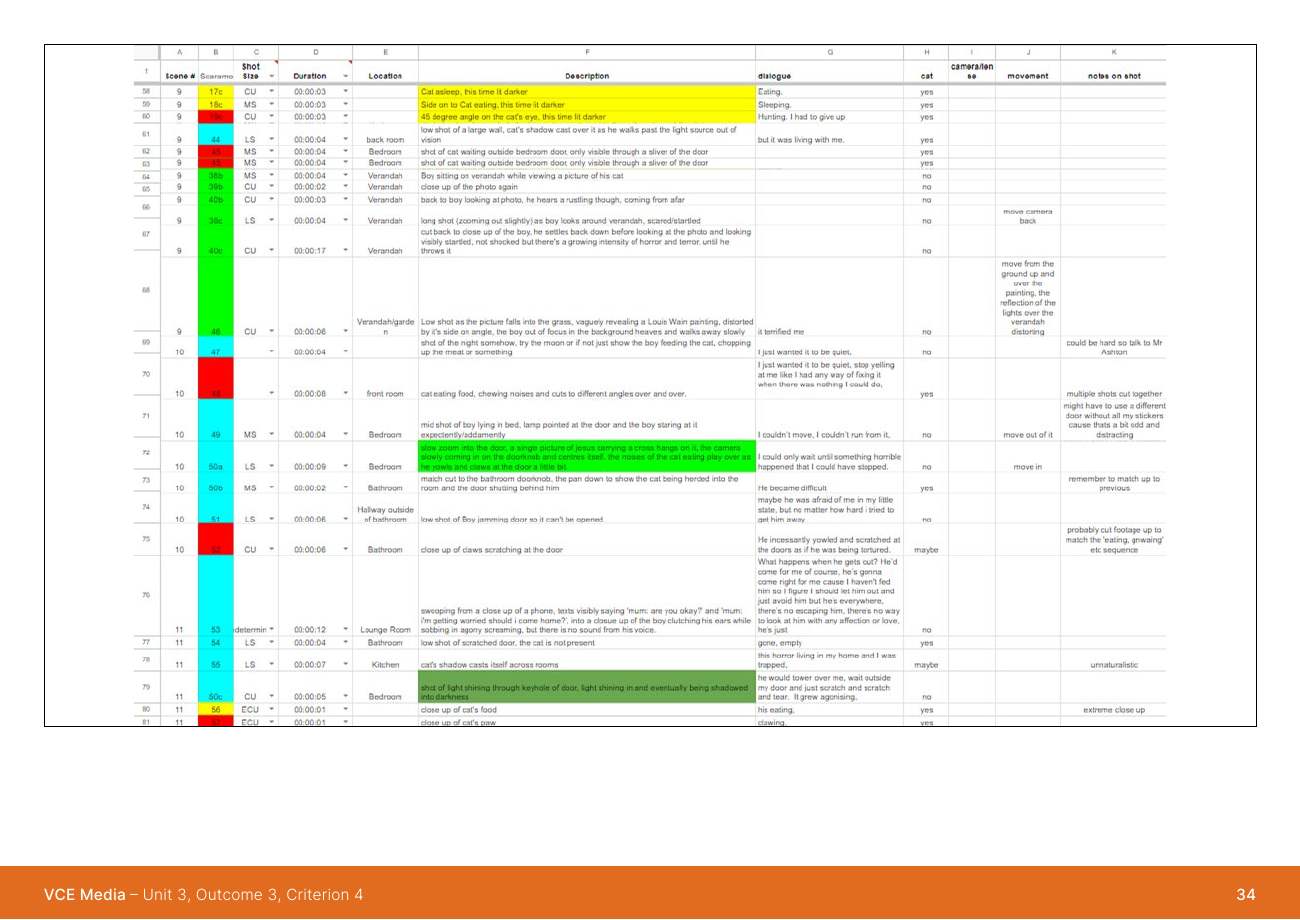 A B C D E F G H I J K
1 Scene # Scaramo Shot Size Duration Location Description dialogue cat camera/lense movement notes on shot
58 9 17c CU 00:00:03 Cat asleep, this time lit darker Eating. yes
59 9 18c MS 00:00:03 Side on to Cat eating, this time lit darker Sleeping. yes
60 9 CU 00:00:03 45 degree angle on the cat's eye, this time lit darker Hunting. I had to give up yes
61 9 44 LS 00:00:04 back room low shot of a large wall, cat's shadow cast over it as he walks past the light source out of vision but it was living with me. yes
62 9 45 MS 00:00:04 Bedroom shot of cat waiting outside bedroom door, only visible through a sliver of the door yes
63 9 45 MS 00:00:04 Bedroom shot of cat waiting outside bedroom door, only visible through a sliver of the door yes
64 9 38b MS 00:00:04 Verandah Boy sitting on verandah while viewing a picture of his cat no
65 9 39b CU 00:00:02 Verandah close up of the photo again no
66 9 40b CU 00:00:03 Verandah back to boy looking at photo, he hears a rustling though, coming from afar no
9 38c LS 00:00:04 Verandah long shot (zooming out slightly) as boy looks around verandah, scared/startled no move camera back
67 9 40c CU 00:00:17 Verandah cut back to close up of the boy, he settles back down before looking at the photo and looking visibly startled, not shocked but there's a growing intensity of horror and terror, until he throws it no
68 9 46 CU 00:00:06 Verandah/garden Low shot as the picture falls into the grass, vaguely revealing a Louis Wain painting, distorted by it's side on angle, the boy out of focus in the background heaves and walks away slowly it terrified me no move from the ground up and over the painting, the reflection of the lights over the verandah distorting
69 10 47 00:00:04 shot of the night somehow, try the moon or if not just show the boy feeding the cat, chopping up the meat or something I just wanted it to be quiet, no could be hard so talk to Mr Ashton
70 10 00:00:08 front room cat eating food, chewing noises and cuts to different angles over and over. I just wanted it to be quiet, stop yelling at me like I had any way of fixing it when there was nothing I could do, yes multiple shots cut together
71 10 49 MS 00:00:04 Bedroom mid shot of boy lying in bed, lamp pointed at the door and the boy staring at it expectently/addamently I couldn't move, I couldn't run from it, no move out of it might have to use a different door without all my stickers cause thats a bit odd and distracting
72 10 50a LS 00:00:09 Bedroom slow zoom into the door, a single picture of jesus carrying a cross hangs on it, the camera slowly coming in on the doorknob and centres itself, the noises of the cat eating play over as he yowls and claws at the door a little bit I could only wait until something horrible happened that I could have stopped. no move in
73 10 50b MS 00:00:02 Bathroom match cut to the bathroom doorknob, the pan down to show the cat being herded into the room and the door shutting behind him He became difficult yes remember to match up to previous
74 10 51 LS 00:00:06 Hallway outside of bathroom low shot of Boy jamming door so it can't be opened maybe he was afraid of me in my little state, but no matter how hard i tried to get him away no
75 10 52 CU 00:00:06 Bathroom close up of claws scratching at the door He incessantly yowled and scratched at the doors as if he was being tortured. maybe probably cut footage up to match the 'eating, gnwaing' etc sequence
76 11 53 determin 00:00:12 Lounge Room sweeping from a close up of a phone, texts visibly saying 'mum: are you okay?' and 'mum: i'm getting worried should i come home?', into a closue up of the boy clutching his ears while sobbing in agony screaming, but there is no sound from his voice. What happens when he gets out? He'd come for me of course, he's gonna come right for me cause I haven't fed him so I figure I should let him out and just avoid him but he's everywhere, there's no escaping him, there's no way to look at him with any affection or love, he's just no
77 11 54 LS 00:00:04 Bathroom low shot of scratched door, the cat is not present gone, empty yes
78 11 55 LS 00:00:07 Kitchen cat's shadow casts itself across rooms this horror living in my home and I was trapped, maybe unnaturalistic
79 11 50c CU 00:00:05 Bedroom shot of light shining through keyhole of door, light shining in and eventually being shadowed into darkness he would tower over me, wait outside my door and just scratch and scratch and tear. It grew agonising, no
80 11 56 ECU 00:00:01 close up of cat's food his eating, yes extreme close up
81 11 57 ECU 00:00:01 close up of cat's paw clawing, yes
VCE Media – Unit 3, Outcome 3, Criterion 4 34